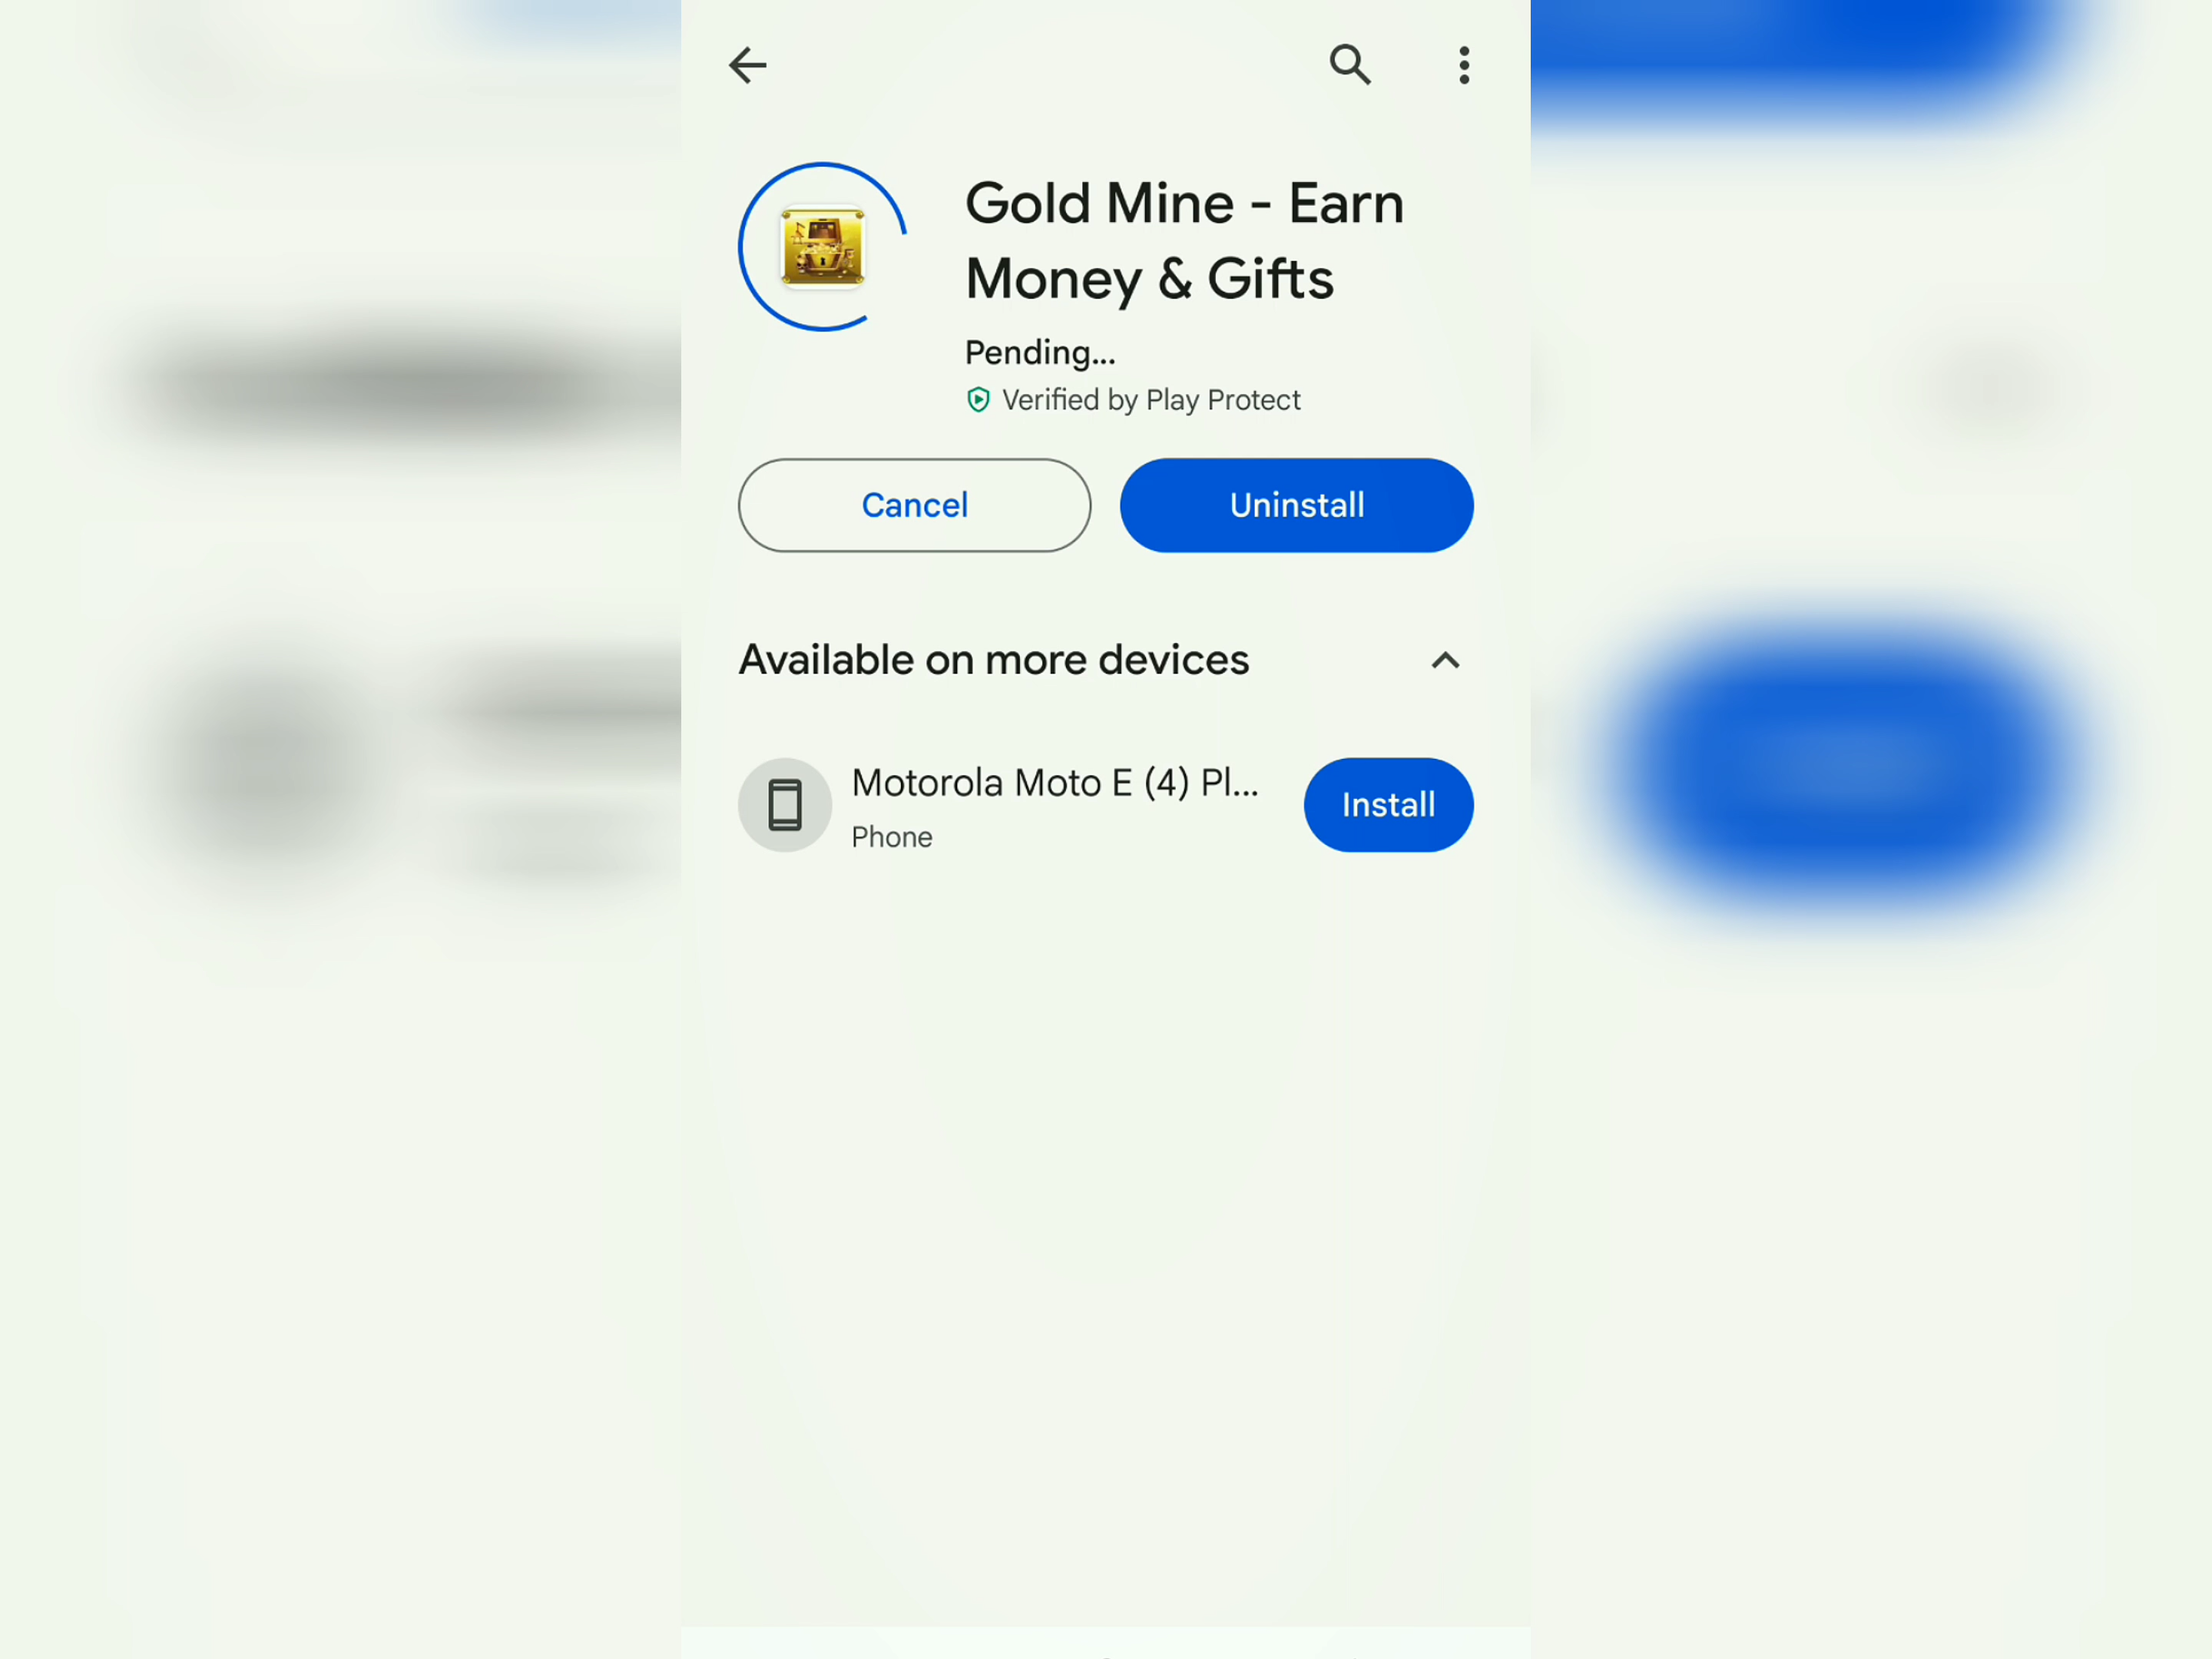 Gold Mine - Earn
Money & Gifts
Pending...
Verified by Play Protect
Cancel
Uninstall
Available on more devices
Motorola Moto E (4) Pl...
Phone
Install